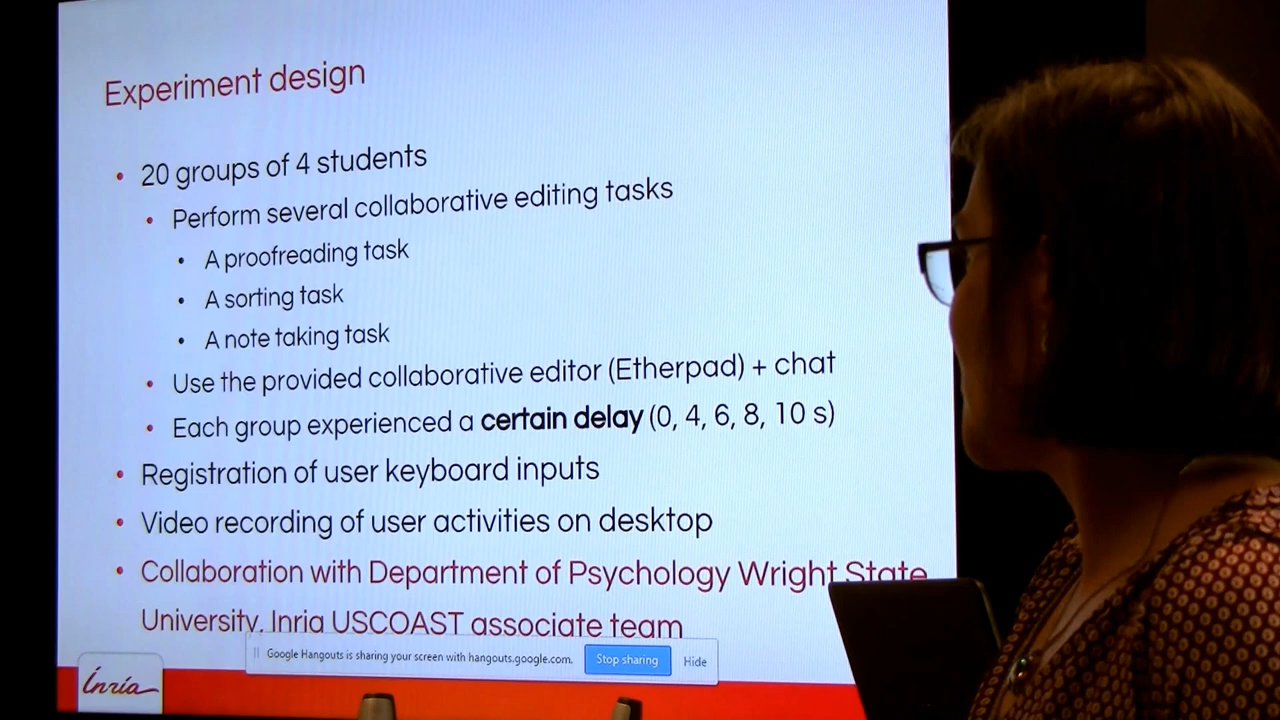 Experiment design
• 20 groups of 4 students
• Perform several collaborative editing tasks
• A proofreading task
• A sorting task
• A note taking task
• Use the provided collaborative editor (Etherpad) + chat
• Each group experienced a certain delay (0, 4, 6, 8, 10 s)
• Registration of user keyboard inputs
• Video recording of user activities on desktop
• Collaboration with Department of Psychology Wright State
University, Inria USCOAST associate team
Google Hangouts is sharing your screen with hangouts.google.com. Stop sharing Hide
Inria